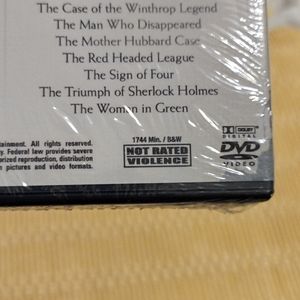 The Case of the Winthrop Legend
The Man Who Disappeared
The Mother Hubbard Case
The Red Headed League
The Sign of Four
The Triumph of Sherlock Holmes
The Woman in Green
tainment. All rights reserved.
y. Federal law provides severe
orized reproduction, distribution
n pictures and video formats.
1744 Min. / B&W
NOT RATED
VIOLENCE
DOLBY
DIGITAL
DVD
VIDEO